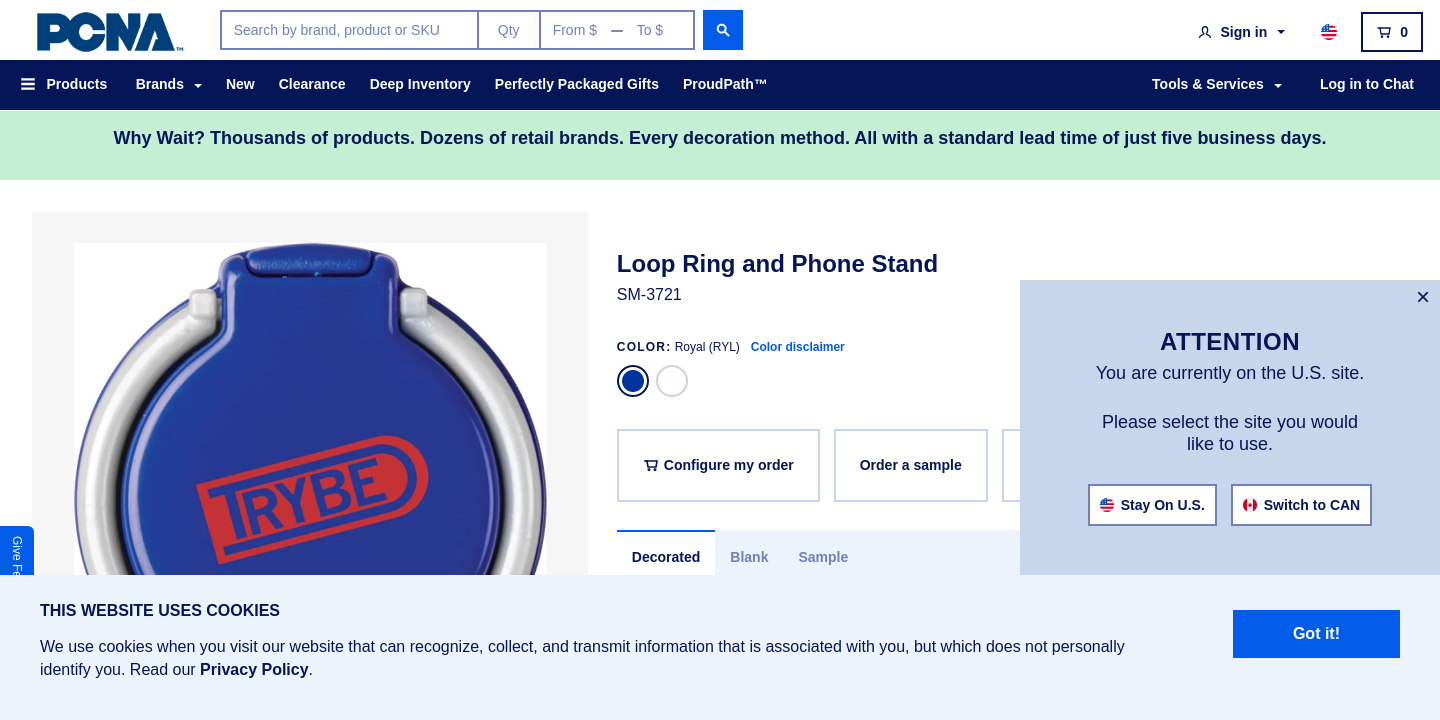 PCNA™
Search by brand, product or SKU
Qty
From $ — To $
Sign in
0
Products
Brands
New
Clearance
Deep Inventory
Perfectly Packaged Gifts
ProudPath™
Tools & Services
Log in to Chat
Why Wait? Thousands of products. Dozens of retail brands. Every decoration method. All with a standard lead time of just five business days.
TRYBE
Loop Ring and Phone Stand
SM-3721
COLOR: Royal (RYL) Color disclaimer
Configure my order
Order a sample
Decorated
Blank
Sample
×
ATTENTION
You are currently on the U.S. site.
Please select the site you would
like to use.
Stay On U.S.
Switch to CAN
Give
THIS WEBSITE USES COOKIES
We use cookies when you visit our website that can recognize, collect, and transmit information that is associated with you, but which does not personally
identify you. Read our Privacy Policy.
Got it!